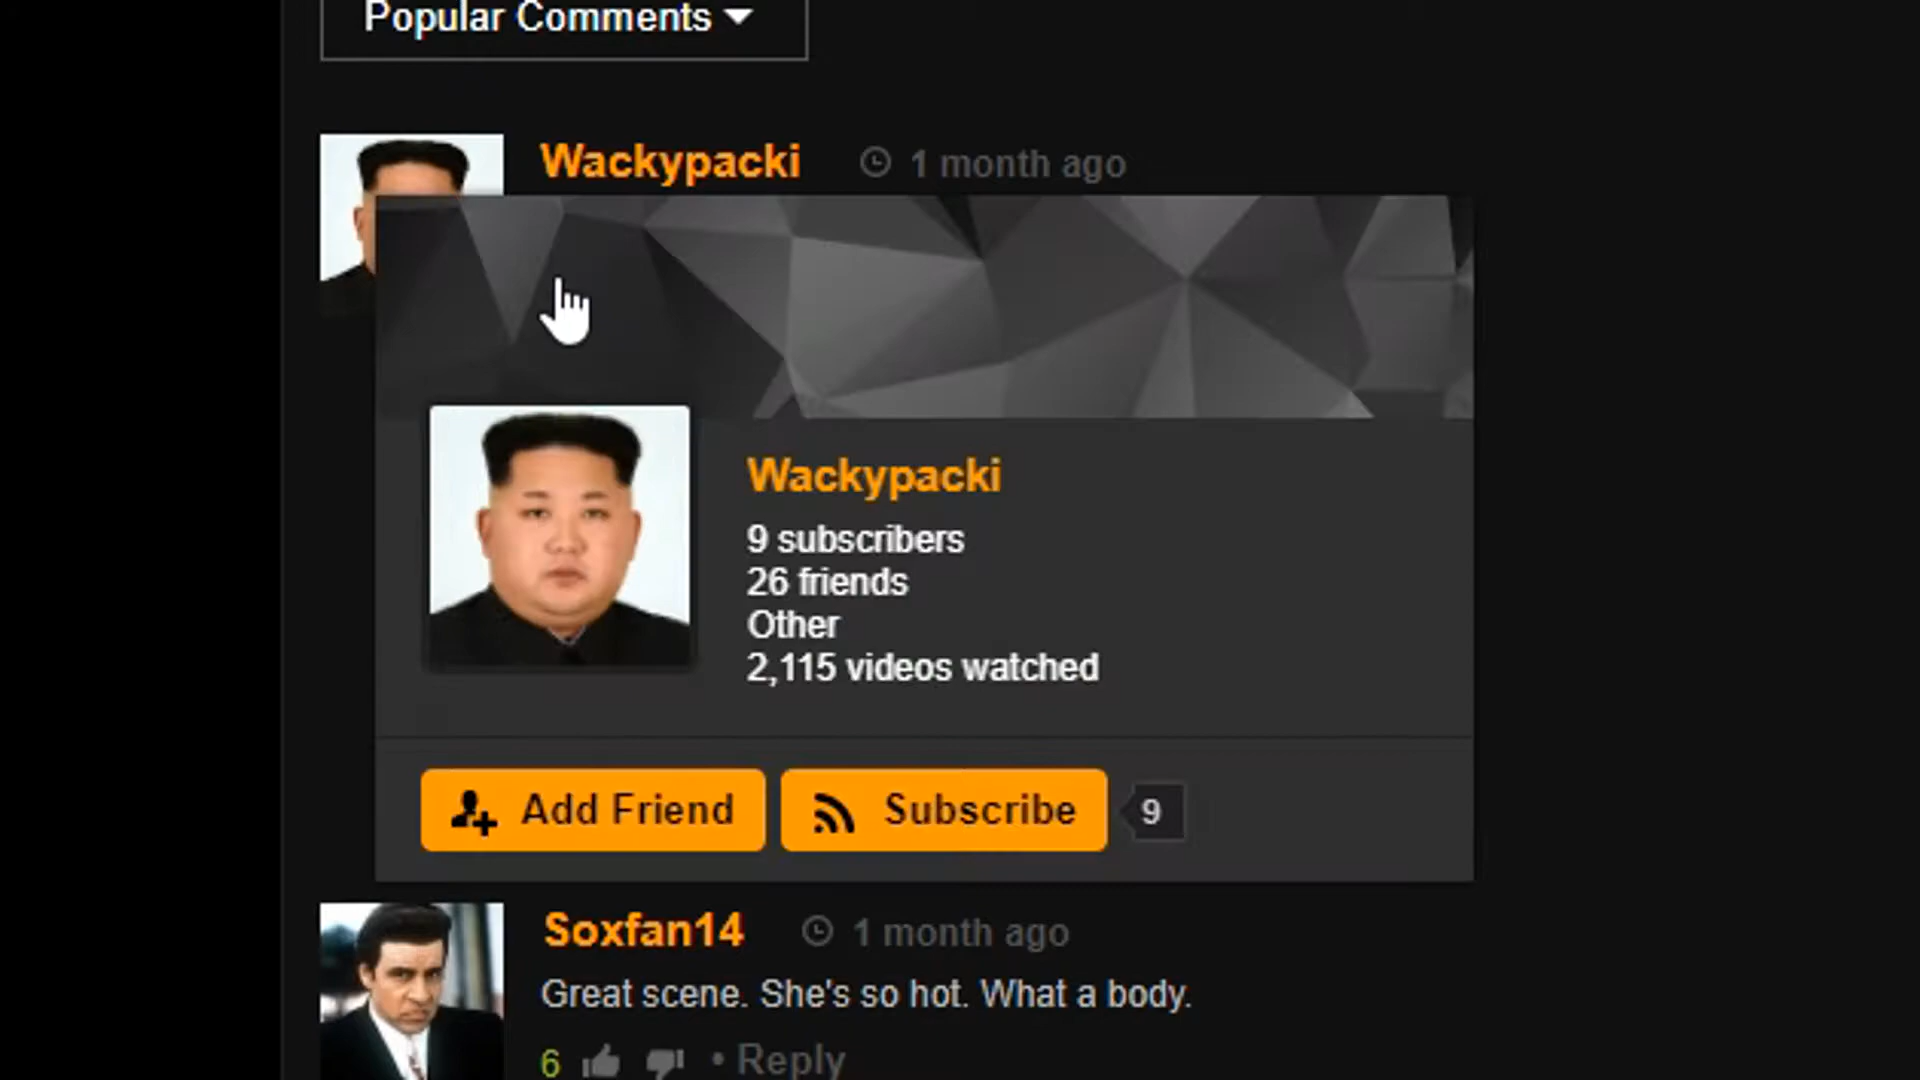 Popular Comments
Wackypacki 1 month ago
Wackypacki
9 subscribers
26 friends
Other
2,115 videos watched
Add Friend Subscribe 9
Soxfan14 1 month ago
Great scene. She's so hot. What a body.
6 • Reply